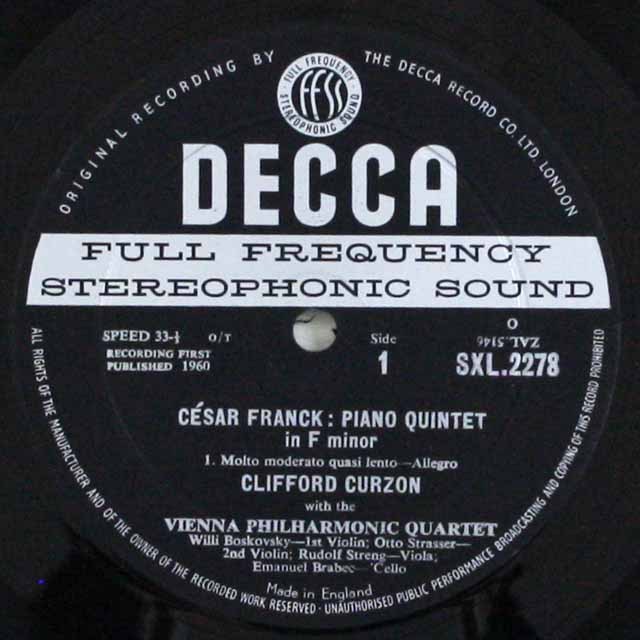 ORIGINAL RECORDING BY THE DECCA RECORD CO. LTD. LONDON
FULL FREQUENCY STEREOPHONIC SOUND
FFSS
DECCA
FULL FREQUENCY
STEREOPHONIC SOUND
SPEED 33-⅓ O/T
RECORDING FIRST
PUBLISHED 1960
Side
1
O
ZAL.5146
SXL.2278
CÉSAR FRANCK: PIANO QUINTET
in F minor
1. Molto moderato quasi lento—Allegro
CLIFFORD CURZON
with the
VIENNA PHILHARMONIC QUARTET
Willi Boskovsky—1st Violin; Otto Strasser—
2nd Violin; Rudolf Streng—Viola;
Emanuel Brabec—'Cello
Made in England
ALL RIGHTS OF THE MANUFACTURER AND OF THE OWNER OF THE RECORDED WORK RESERVED · UNAUTHORISED PUBLIC PERFORMANCE BROADCASTING AND COPYING OF THIS RECORD PROHIBITED